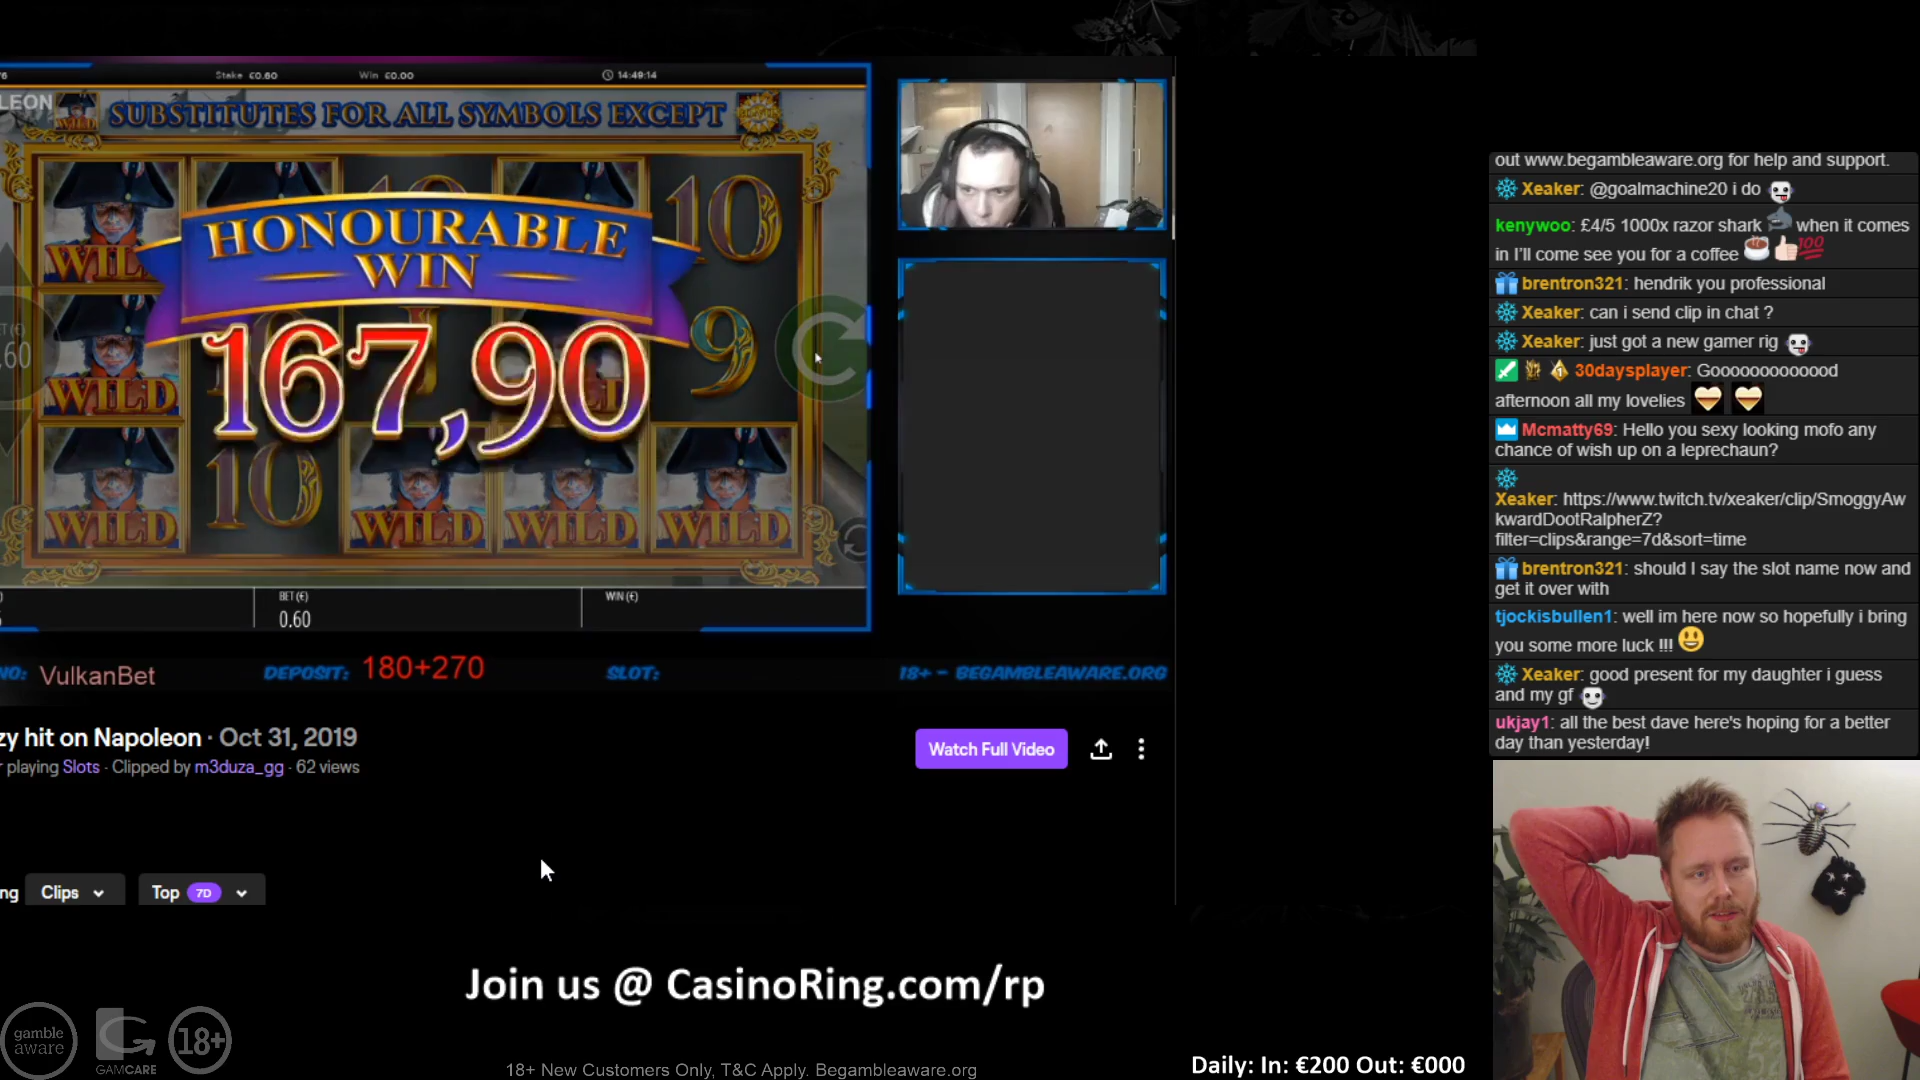 Stake €0.60 Win €0.00 14:49:14
LEON
WILD SUBSTITUTES FOR ALL SYMBOLS EXCEPT
HONOURABLE
WIN
167,90
10
9
10
WILD
WILD
WILD
WILD
WILD
WILD
BET(€)
0.60
WIN(€)
VulkanBet
DEPOSIT: 180+270
SLOT:
18+ - BEGAMBLEAWARE.ORG
zy hit on Napoleon · Oct 31, 2019
r playing Slots · Clipped by m3duza_gg · 62 views
Watch Full Video
ng Clips Top 7D
Join us @ CasinoRing.com/rp
gamble
aware
GAMCARE
18+
18+ New Customers Only, T&C Apply. Begambleaware.org
Daily: In: €200 Out: €000
out www.begambleaware.org for help and support.
Xeaker: @goalmachine20 i do
kenywoo: £4/5 1000x razor shark when it comes
in I'll come see you for a coffee 100
brentron321: hendrik you professional
Xeaker: can i send clip in chat ?
Xeaker: just got a new gamer rig
30daysplayer: Gooooooooooood
afternoon all my lovelies
Mcmatty69: Hello you sexy looking mofo any
chance of wish up on a leprechaun?
Xeaker: https://www.twitch.tv/xeaker/clip/SmoggyAw
kwardDootRalpherZ?
filter=clips&range=7d&sort=time
brentron321: should I say the slot name now and
get it over with
tjockisbullen1: well im here now so hopefully i bring
you some more luck !!!
Xeaker: good present for my daughter i guess
and my gf
ukjay1: all the best dave here's hoping for a better
day than yesterday!